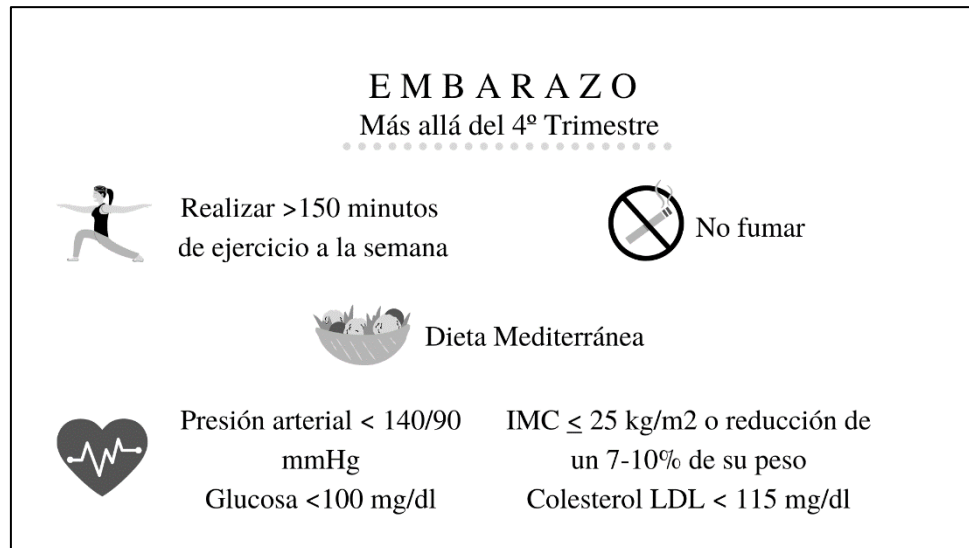 EMBARAZO
Más allá del 4º Trimestre
Realizar >150 minutos
de ejercicio a la semana
No fumar
Dieta Mediterránea
Presión arterial < 140/90
mmHg
Glucosa <100 mg/dl
IMC ≤ 25 kg/m2 o reducción de
un 7-10% de su peso
Colesterol LDL < 115 mg/dl